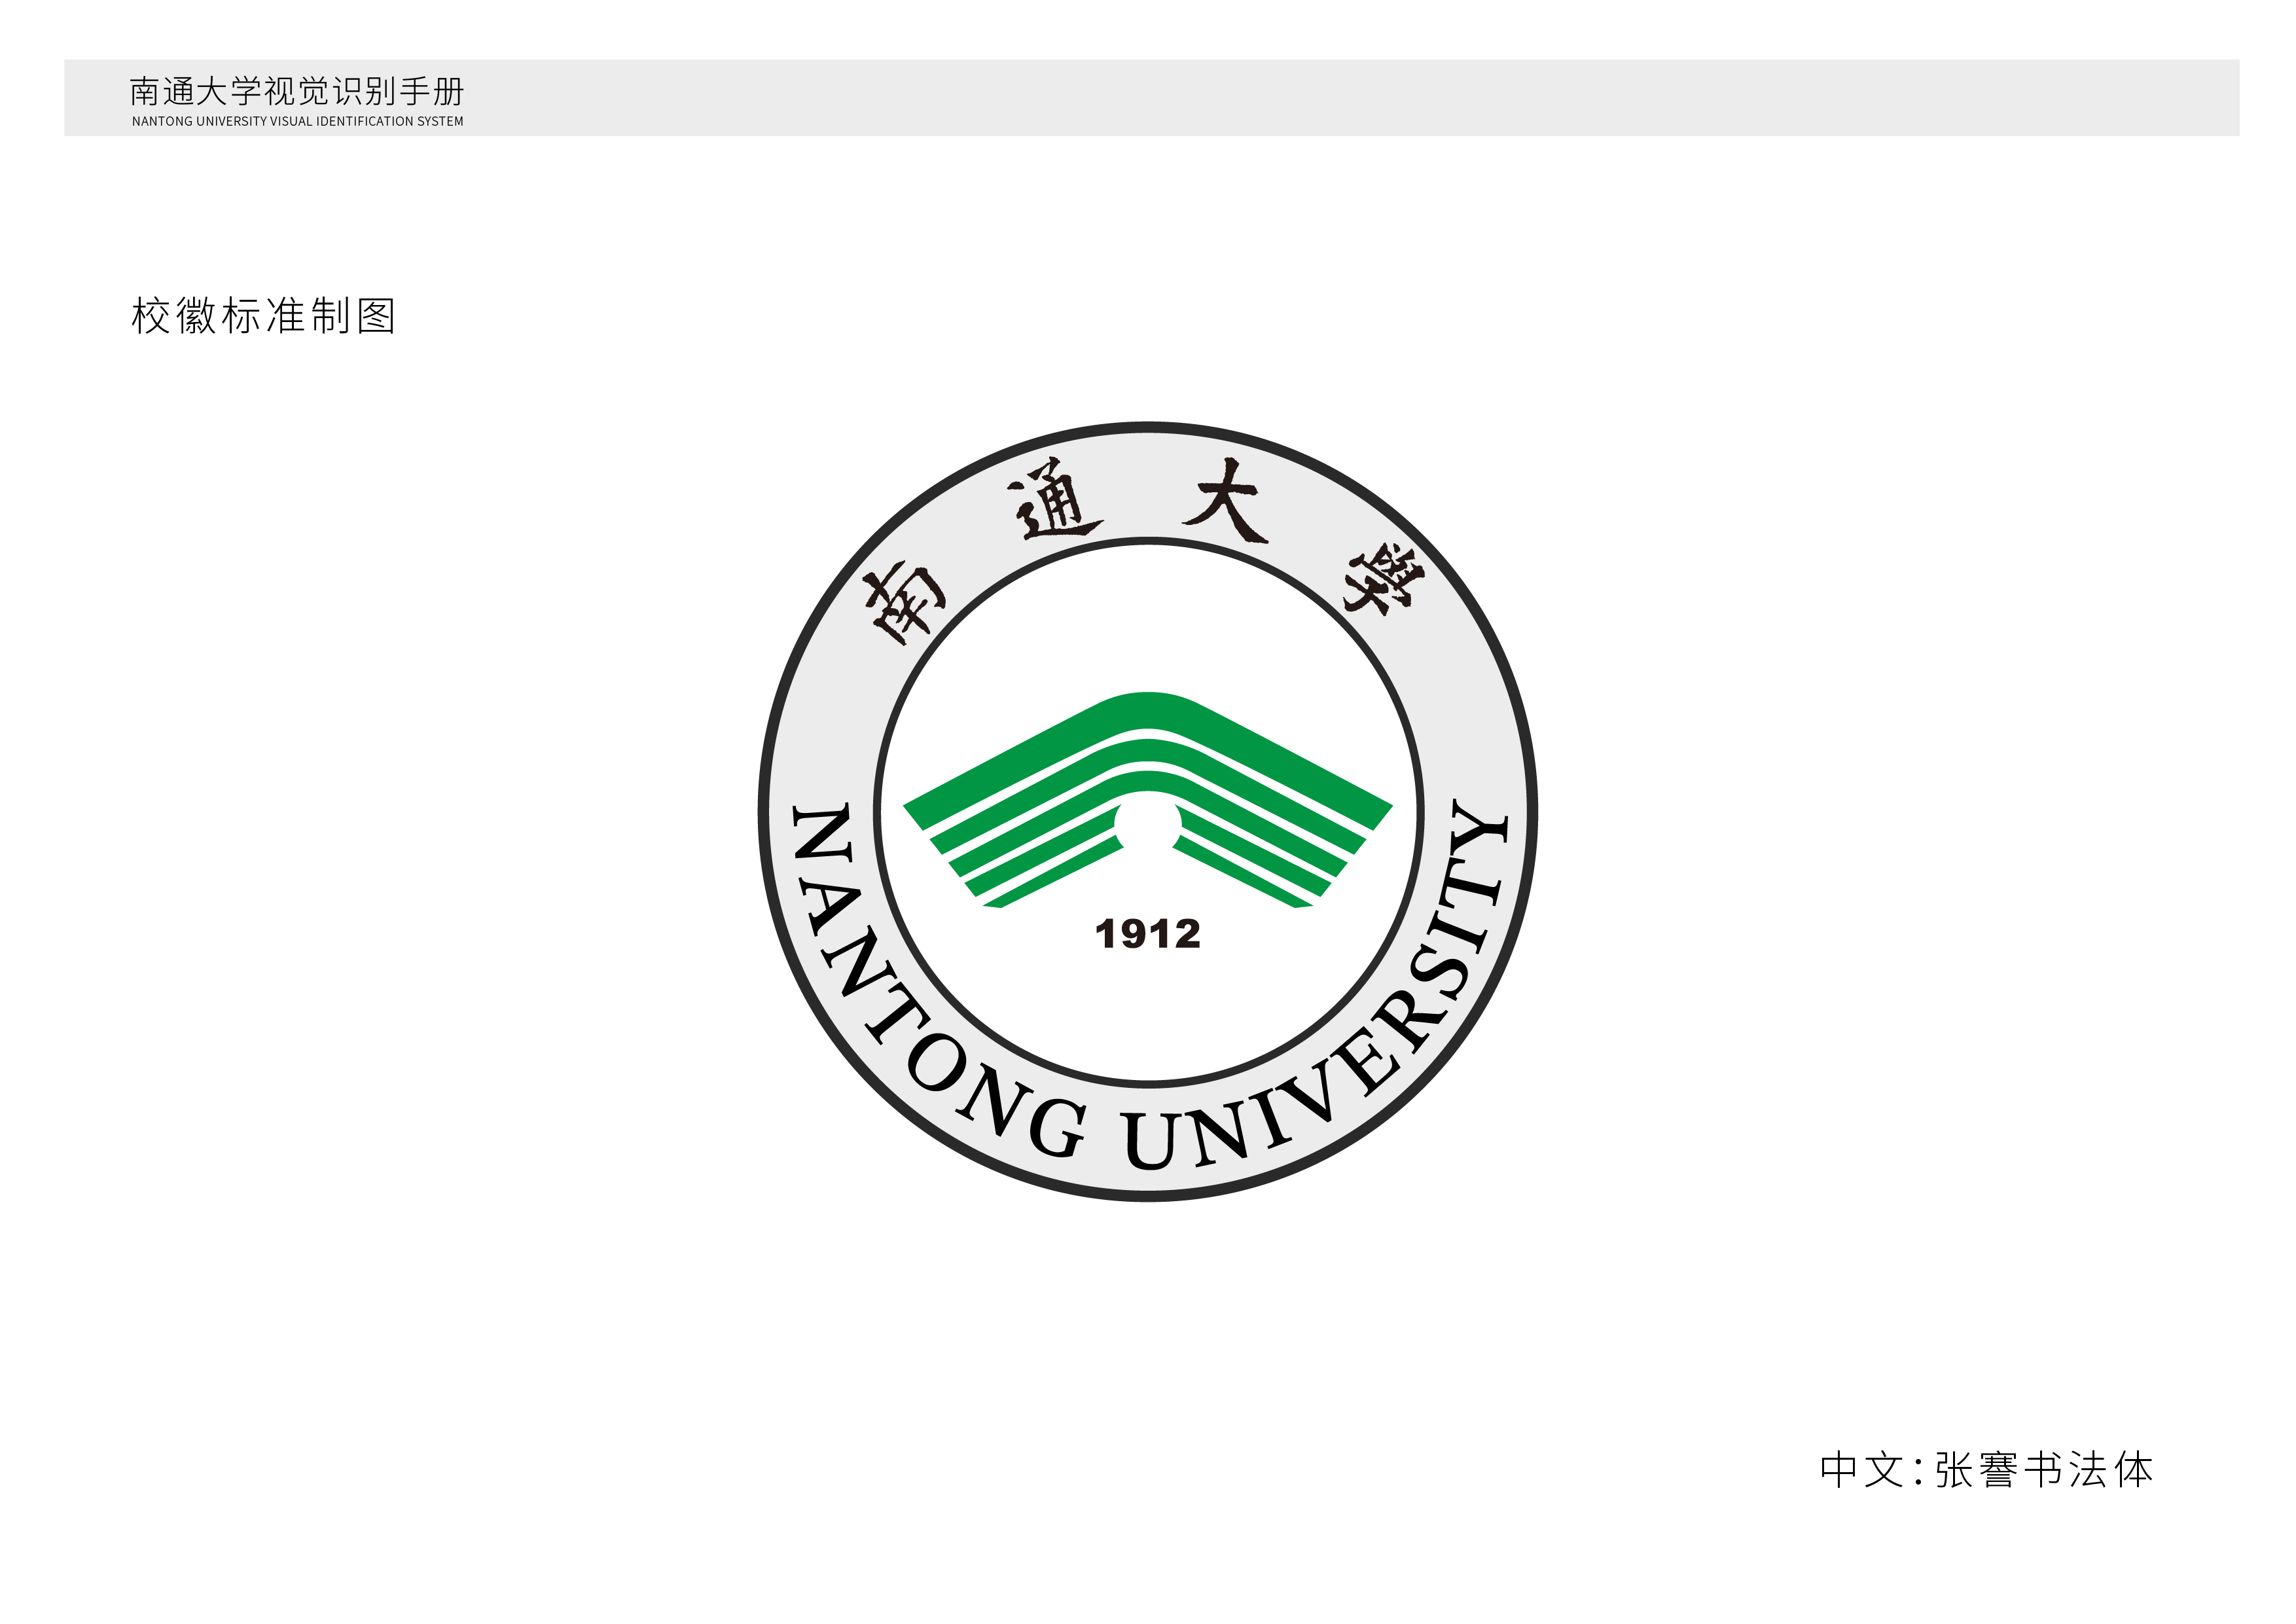 南通大学视觉识别手册
NANTONG UNIVERSITY VISUAL IDENTIFICATION SYSTEM
校徽标准制图
南通大學
1912
NANTONG UNIVERSITY
中文:张謇书法体